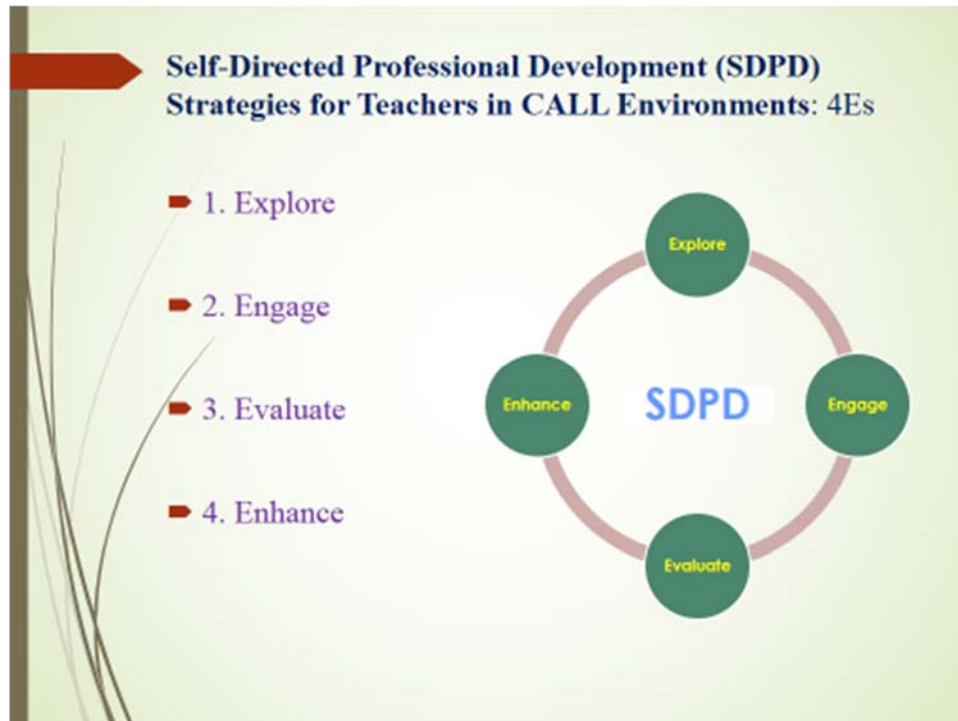 Self-Directed Professional Development (SDPD)
Strategies for Teachers in CALL Environments: 4Es
1. Explore
2. Engage
3. Evaluate
4. Enhance
Explore
Enhance
SDPD
Engage
Evaluate